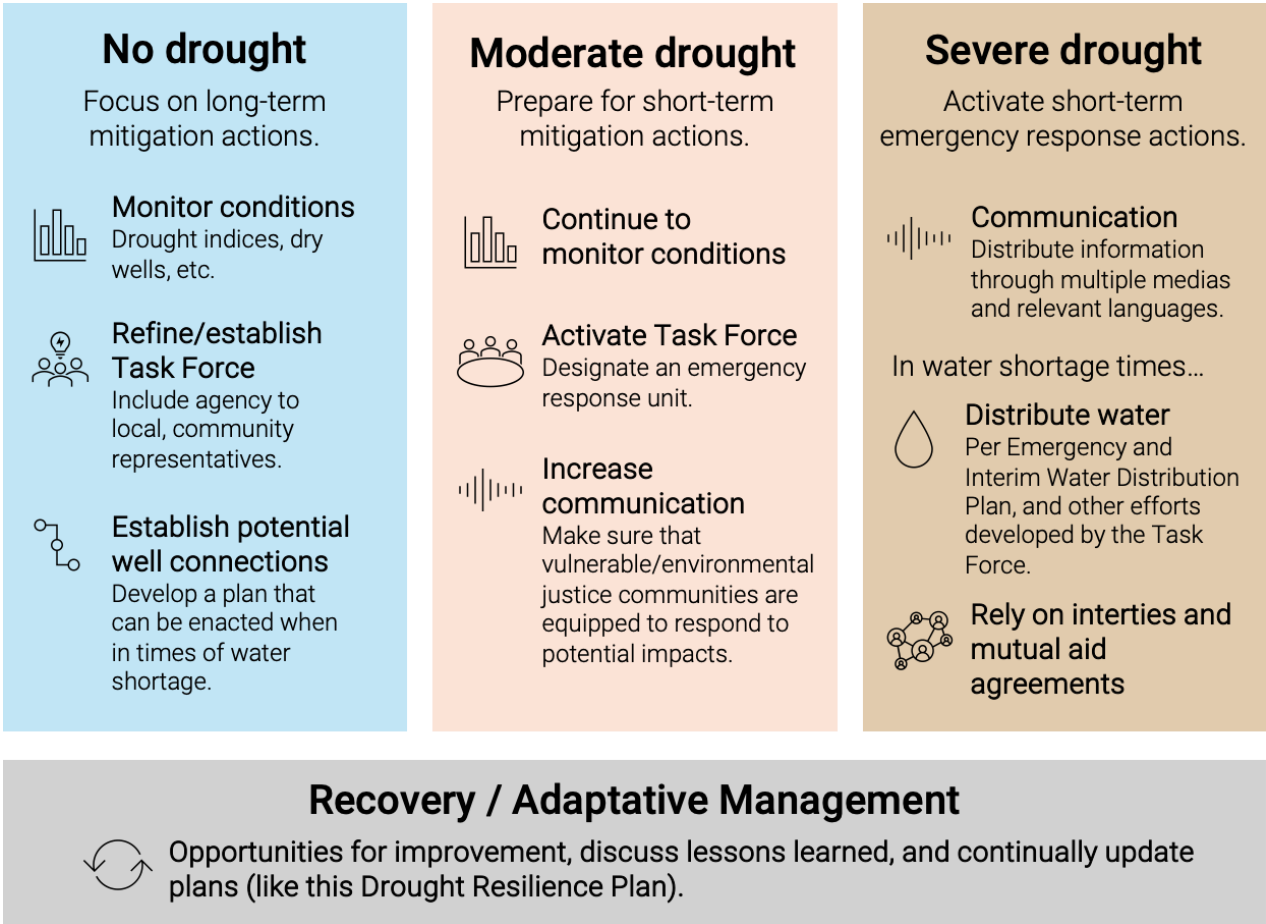 No drought
Focus on long-term
mitigation actions.
Monitor conditions
Drought indices, dry
wells, etc.
Refine/establish
Task Force
Include agency to
local, community
representatives.
Establish potential
well connections
Develop a plan that
can be enacted when
in times of water
shortage.
Moderate drought
Prepare for short-term
mitigation actions.
Continue to
monitor conditions
Activate Task Force
Designate an emergency
response unit.
Increase
communication
Make sure that
vulnerable/environmental
justice communities are
equipped to respond to
potential impacts.
Severe drought
Activate short-term
emergency response actions.
Communication
Distribute information
through multiple medias
and relevant languages.
In water shortage times...
Distribute water
Per Emergency and
Interim Water Distribution
Plan, and other efforts
developed by the Task
Force.
Rely on interties and
mutual aid
agreements
Recovery / Adaptative Management
Opportunities for improvement, discuss lessons learned, and continually update
plans (like this Drought Resilience Plan).